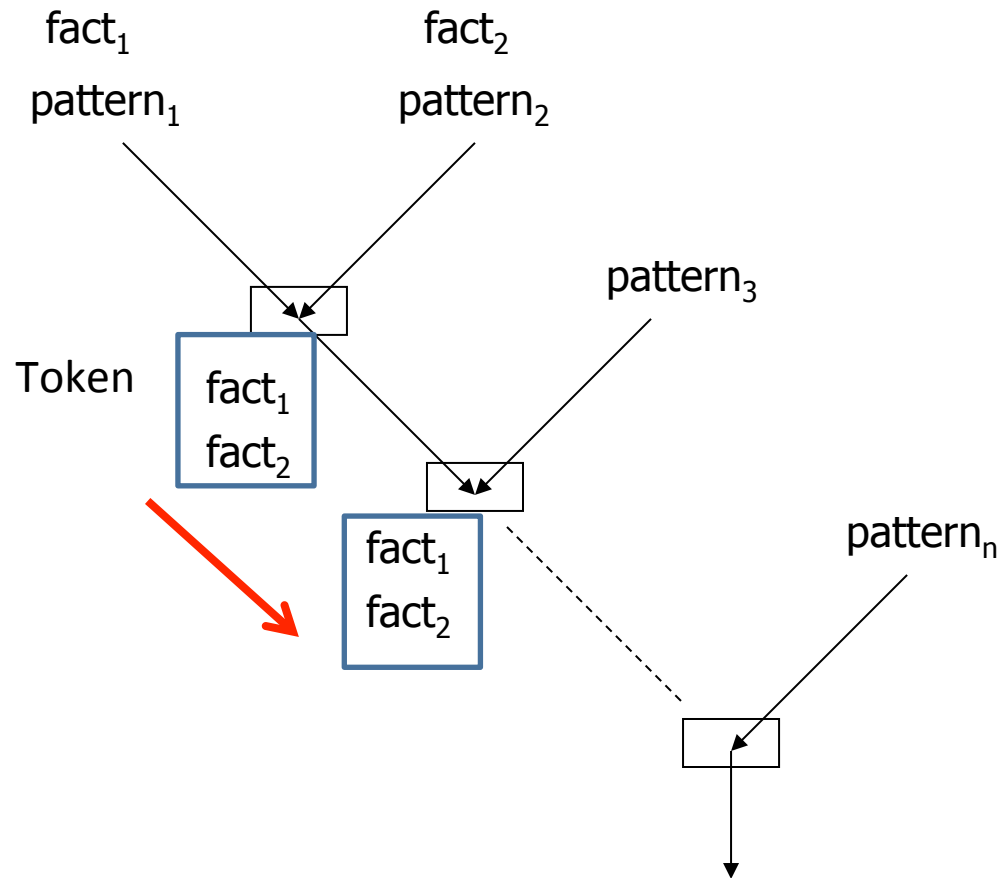 fact₁ fact₂
pattern₁ pattern₂
pattern₃
Token
fact₁
fact₂
fact₁
fact₂
patternₙ